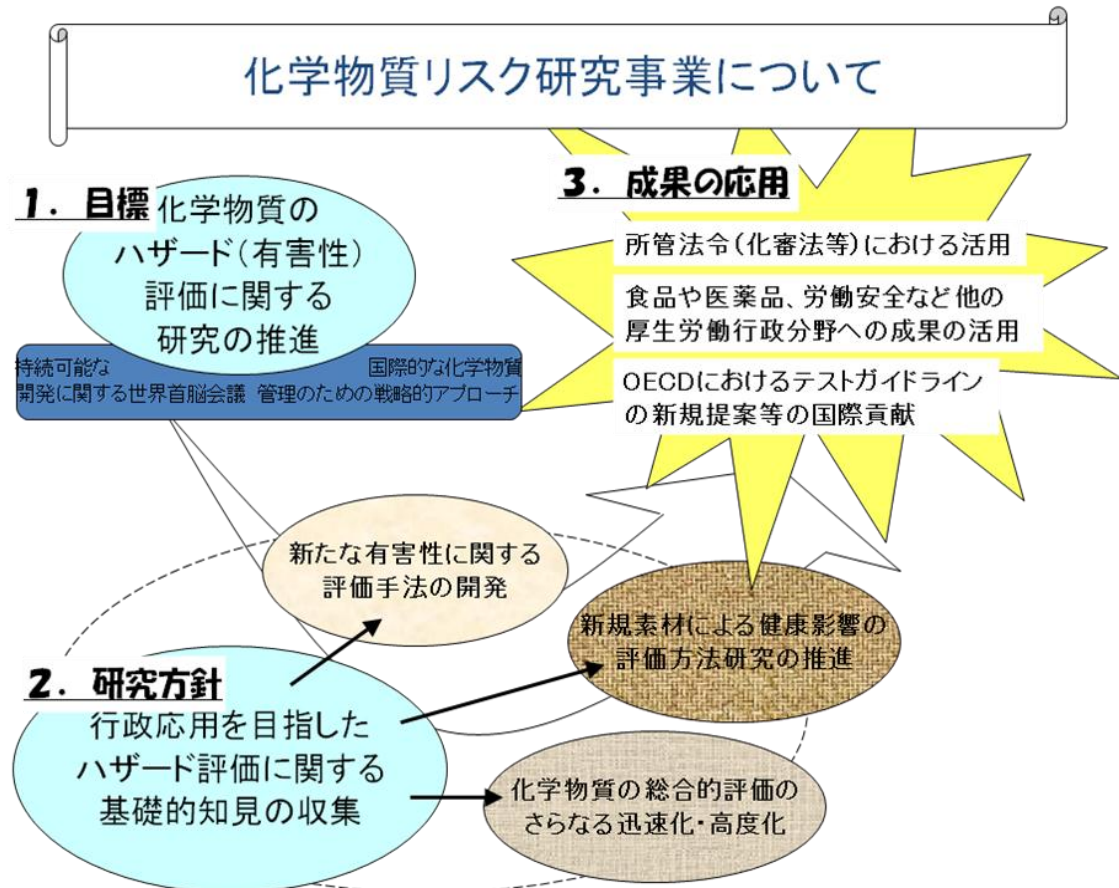 化学物質リスク研究事業について
1. 目標
化学物質の
ハザード(有害性)
評価に関する
研究の推進
持続可能な
開発に関する世界首脳会議
国際的な化学物質
管理のための戦略的アプローチ
3. 成果の応用
所管法令(化審法等)における活用
食品や医薬品、労働安全など他の
厚生労働行政分野への成果の活用
OECDにおけるテストガイドライン
の新規提案等の国際貢献
2. 研究方針
行政応用を目指した
ハザード評価に関する
基礎的知見の収集
新たな有害性に関する
評価手法の開発
新規素材による健康影響の
評価方法研究の推進
化学物質の総合的評価の
さらなる迅速化・高度化